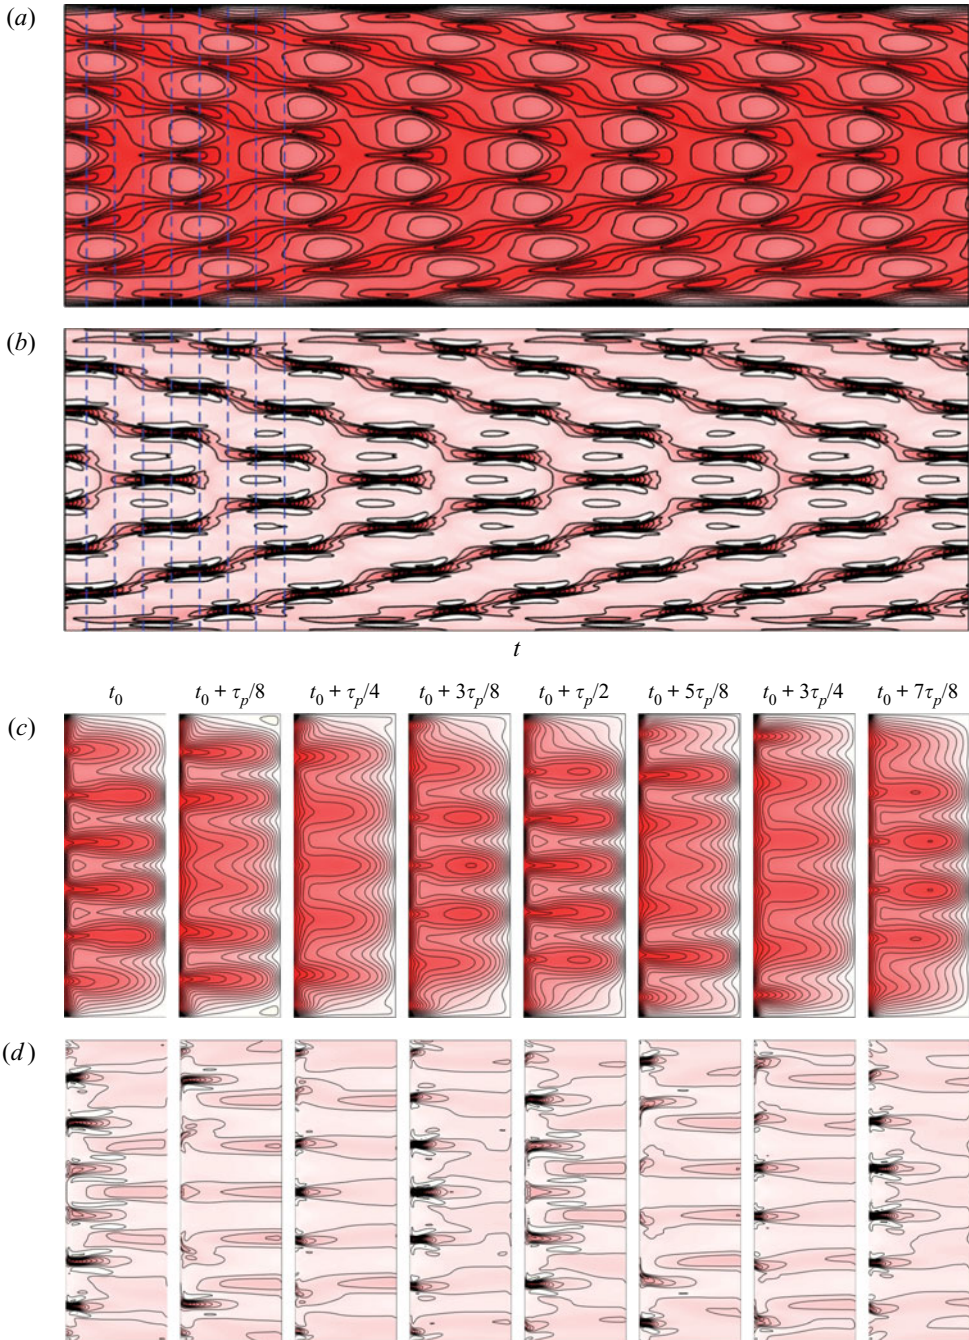 (a)
(b)
t
t₀ t₀ + τₚ/8 t₀ + τₚ/4 t₀ + 3τₚ/8 t₀ + τₚ/2 t₀ + 5τₚ/8 t₀ + 3τₚ/4 t₀ + 7τₚ/8
(c)
(d)